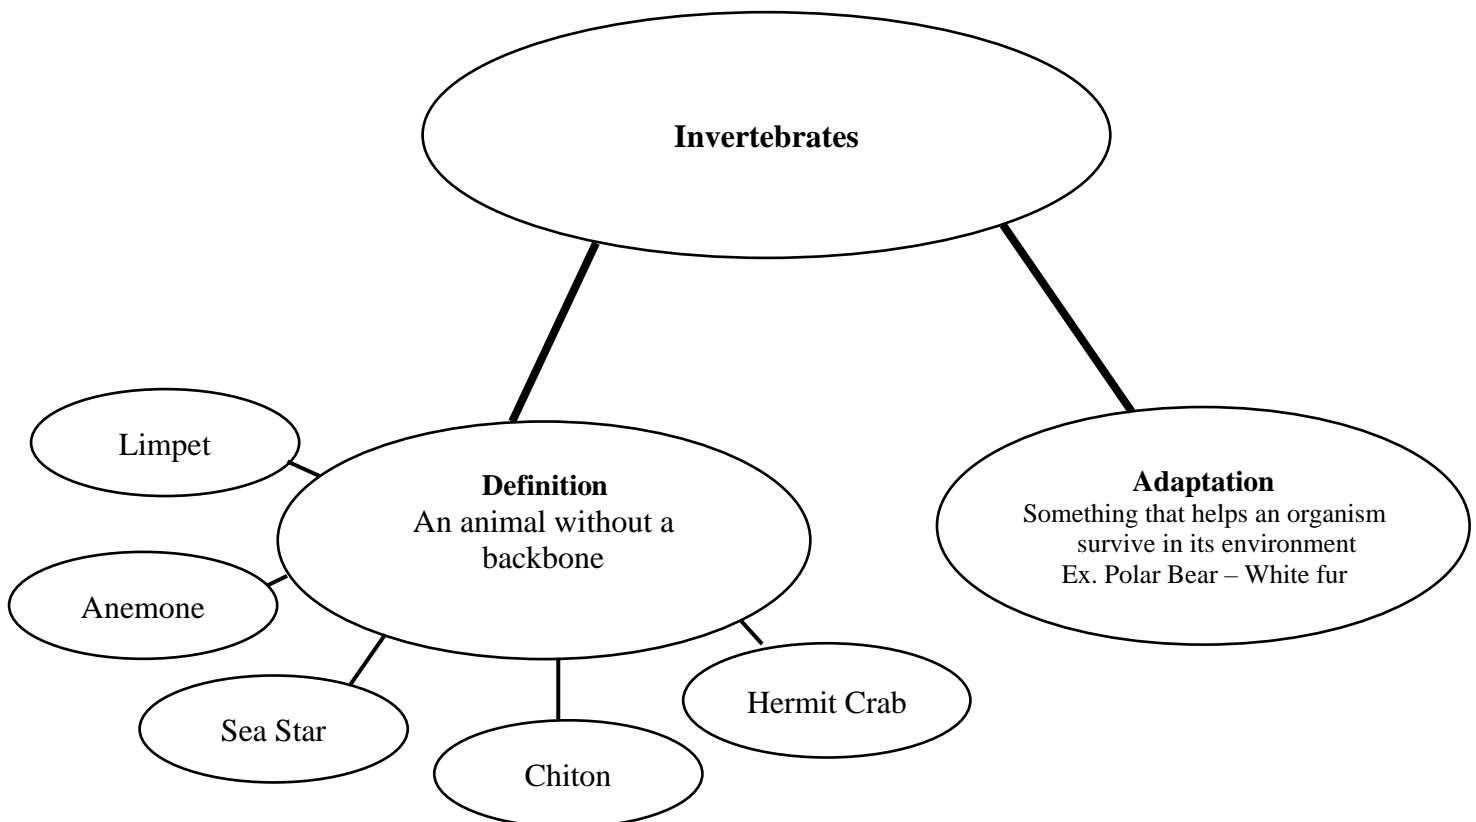 Invertebrates
Limpet
Definition
An animal without a
backbone
Adaptation
Something that helps an organism
survive in its environment
Ex. Polar Bear – White fur
Anemone
Sea Star
Chiton
Hermit Crab